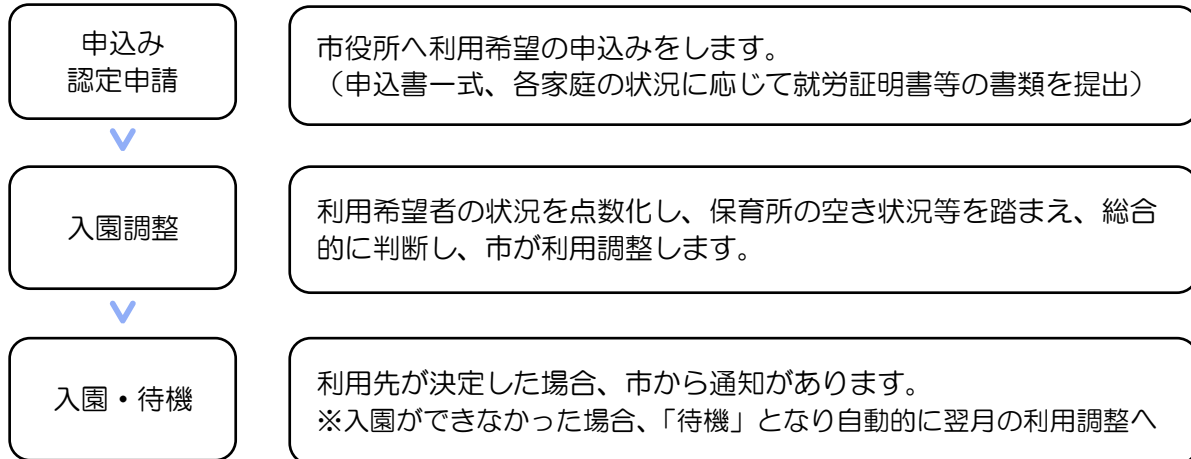 申込み
認定申請
市役所へ利用希望の申込みをします。
(申込書一式、各家庭の状況に応じて就労証明書等の書類を提出)
入園調整
利用希望者の状況を点数化し、保育所の空き状況等を踏まえ、総合
的に判断し、市が利用調整します。
入園・待機
利用先が決定した場合、市から通知があります。
※入園ができなかった場合、「待機」となり自動的に翌月の利用調整へ